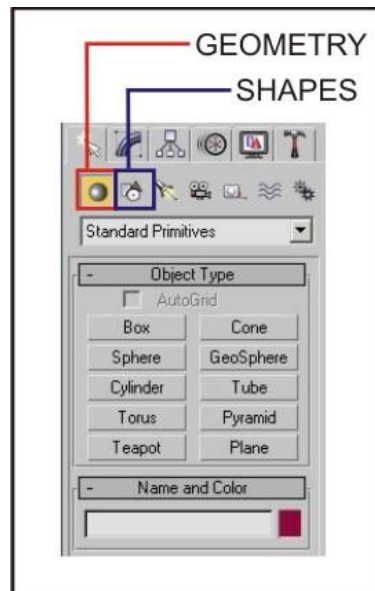 GEOMETRY
SHAPES
Standard Primitives
- Object Type
AutoGrid
Box Cone
Sphere GeoSphere
Cylinder Tube
Torus Pyramid
Teapot Plane
- Name and Color